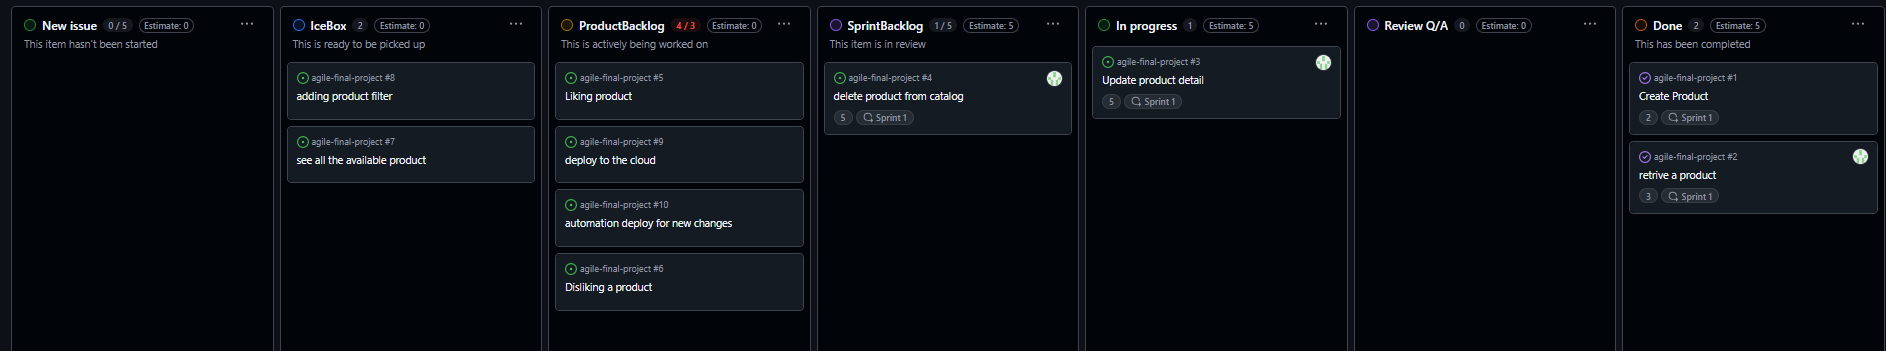 New issue 0 / 5 Estimate: 0
This item hasn't been started
IceBox 2 Estimate: 0
This is ready to be picked up
agile-final-project #8
adding product filter
agile-final-project #7
see all the available product
ProductBacklog 4 / 3 Estimate: 0
This is actively being worked on
agile-final-project #5
Liking product
agile-final-project #9
deploy to the cloud
agile-final-project #10
automation deploy for new changes
agile-final-project #6
Disliking a product
SprintBacklog 1 / 5 Estimate: 5
This item is in review
agile-final-project #4
delete product from catalog
5 Sprint 1
In progress 1 Estimate: 5
agile-final-project #3
Update product detail
5 Sprint 1
Review Q/A 0 Estimate: 0
Done 2 Estimate: 5
This has been completed
agile-final-project #1
Create Product
2 Sprint 1
agile-final-project #2
retrive a product
3 Sprint 1